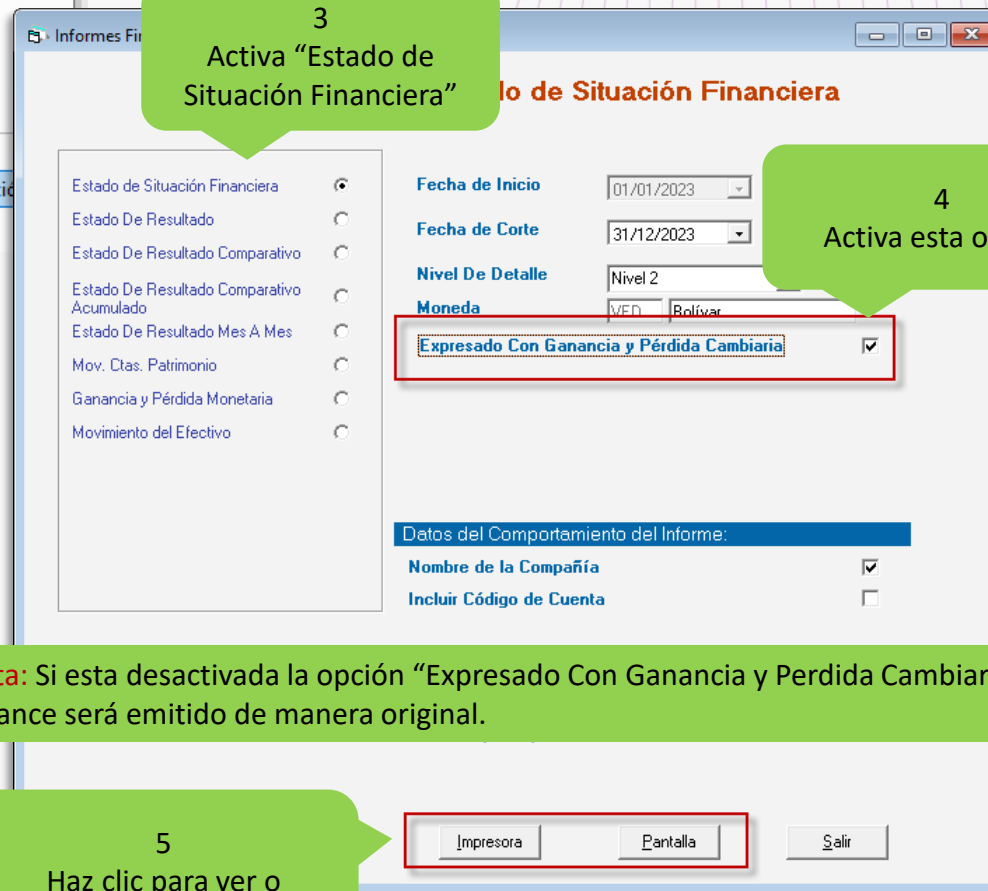 3
Activa “Estado de
Situación Financiera”
Informes
de Situación Financiera
Estado de Situación Financiera
Estado De Resultado
Estado De Resultado Comparativo
Estado De Resultado Comparativo
Acumulado
Estado De Resultado Mes A Mes
Mov. Ctas. Patrimonio
Ganancia y Pérdida Monetaria
Movimiento del Efectivo
Fecha de Inicio 01/01/2023
Fecha de Corte 31/12/2023
Nivel De Detalle Nivel 2
Moneda VED Bolívar
Expresado Con Ganancia y Pérdida Cambiaria
4
Activa esta
Datos del Comportamiento del Informe:
Nombre de la Compañía
Incluir Código de Cuenta
Si esta desactivada la opción “Expresado Con Ganancia y Perdida
será emitido de manera original.
5
Haz clic para ver o
Impresora Pantalla Salir